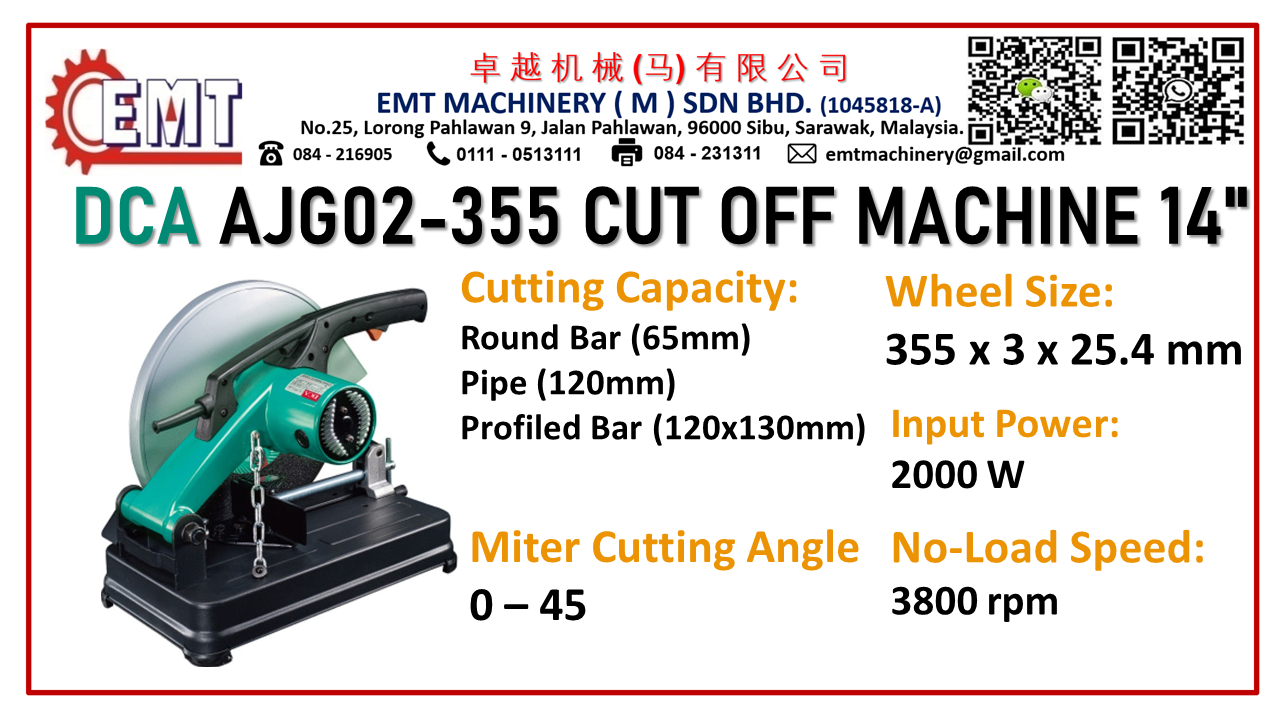 EMT
卓越机械(马)有限公司
EMT MACHINERY ( M ) SDN BHD. (1045818-A)
No.25, Lorong Pahlawan 9, Jalan Pahlawan, 96000 Sibu, Sarawak, Malaysia.
084 - 216905 0111 - 0513111 084 - 231311 emtmachinery@gmail.com
DCA AJG02-355 CUT OFF MACHINE 14"
Cutting Capacity:
Round Bar (65mm)
Pipe (120mm)
Profiled Bar (120x130mm)
Wheel Size:
355 x 3 x 25.4 mm
Input Power:
2000 W
Miter Cutting Angle
0 – 45
No-Load Speed:
3800 rpm